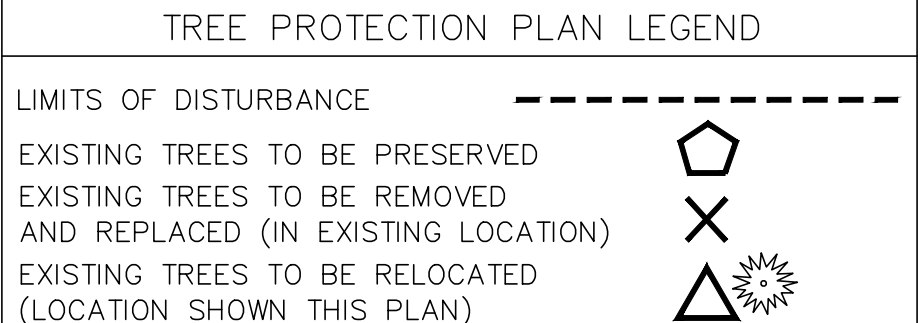 TREE PROTECTION PLAN LEGEND
LIMITS OF DISTURBANCE
EXISTING TREES TO BE PRESERVED
EXISTING TREES TO BE REMOVED
AND REPLACED (IN EXISTING LOCATION)
EXISTING TREES TO BE RELOCATED
(LOCATION SHOWN THIS PLAN)